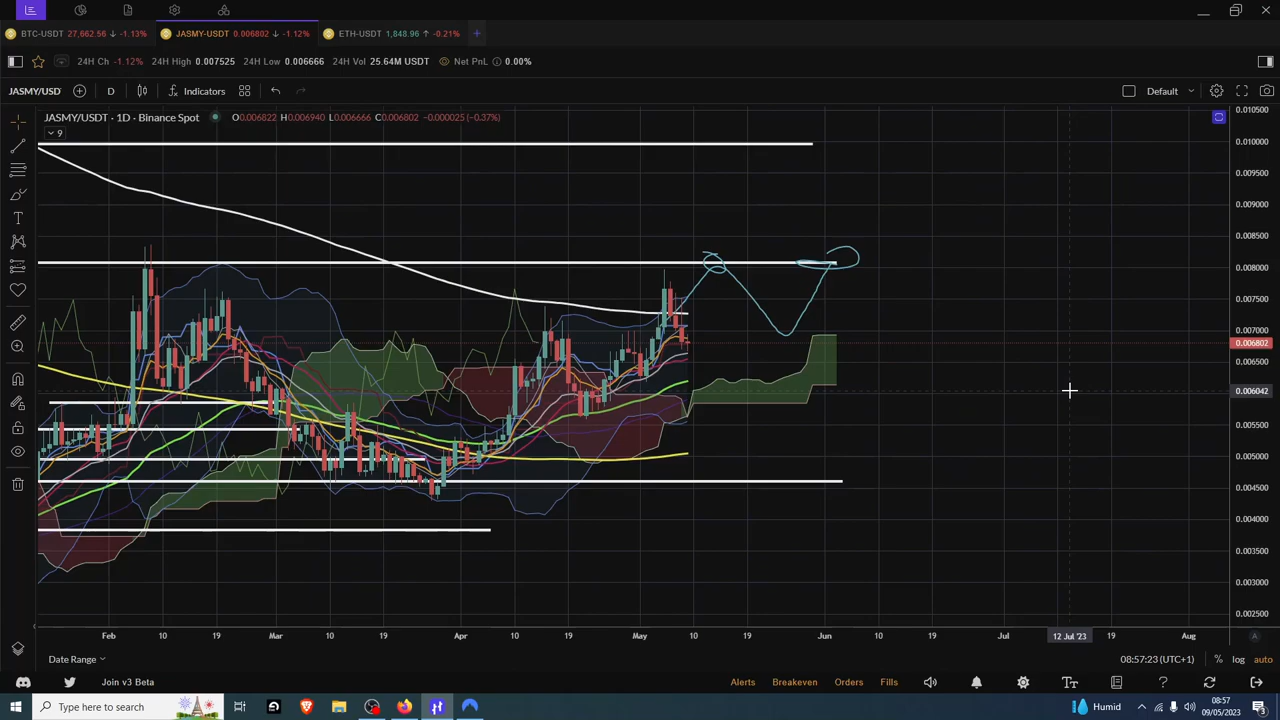 BTC-USDT 27,662.56 ↓ -1.13% JASMY-USDT 0.006802 ↓ -1.12% ETH-USDT 1,848.96 ↑ -0.21% +
24H Ch -1.12% 24H High 0.007525 24H Low 0.006666 24H Vol 25.64M USDT Net PnL 0.00%
JASMY/USD D Indicators Default
JASMY/USDT · 1D · Binance Spot O0.006822 H0.006940 L0.006666 C0.006802 -0.000025 (-0.37%)
9
0.010500
0.010000
0.009500
0.009000
0.008500
0.008000
0.007500
0.007000
0.006802
0.006500
0.006042
0.005500
0.005000
0.004500
0.004000
0.003500
0.003000
0.002500
Feb 10 19 Mar 10 19 Apr 10 19 May 10 19 Jun 10 19 Jul 12 Jul '23 19 Aug A
Date Range 08:57:23 (UTC+1) % log auto
Join v3 Beta Alerts Breakeven Orders Fills
Type here to search Humid 08:57
09/05/2023 3